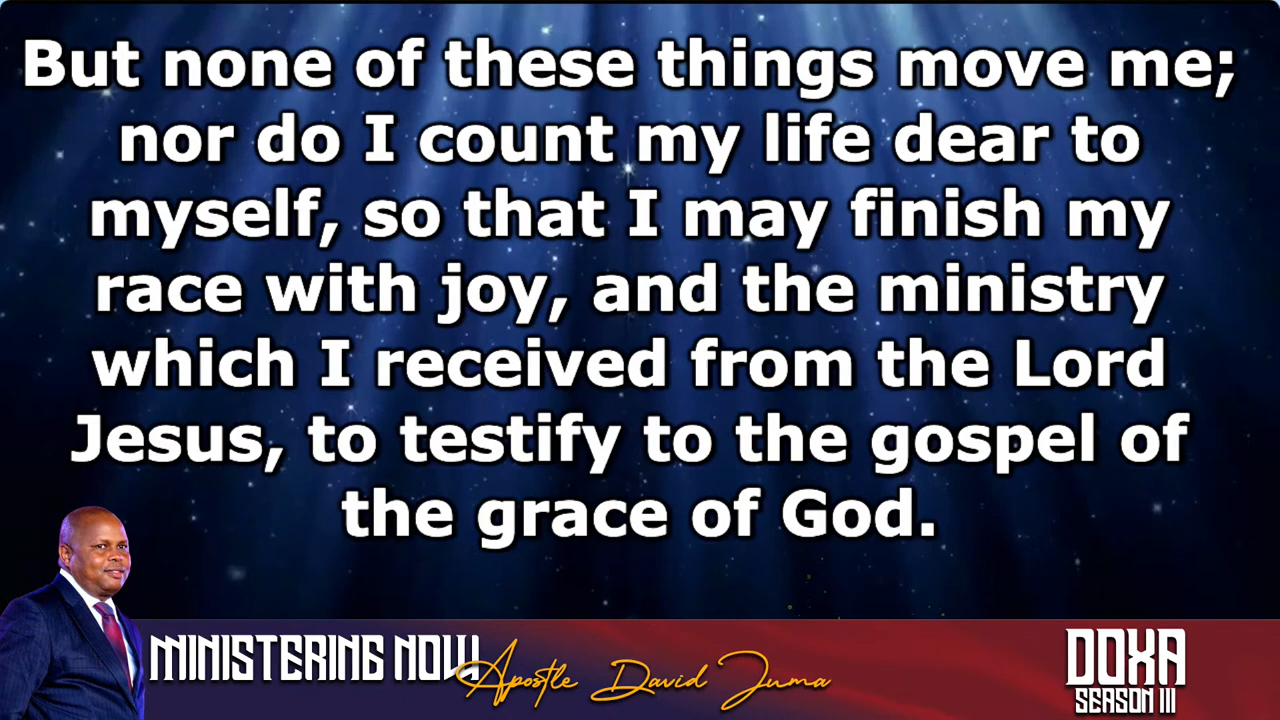 But none of these things move me;
nor do I count my life dear to
myself, so that I may finish my
race with joy, and the ministry
which I received from the Lord
Jesus, to testify to the gospel of
the grace of God.
MINISTERING NOW
Apostle David Juma
DOXA
SEASON III